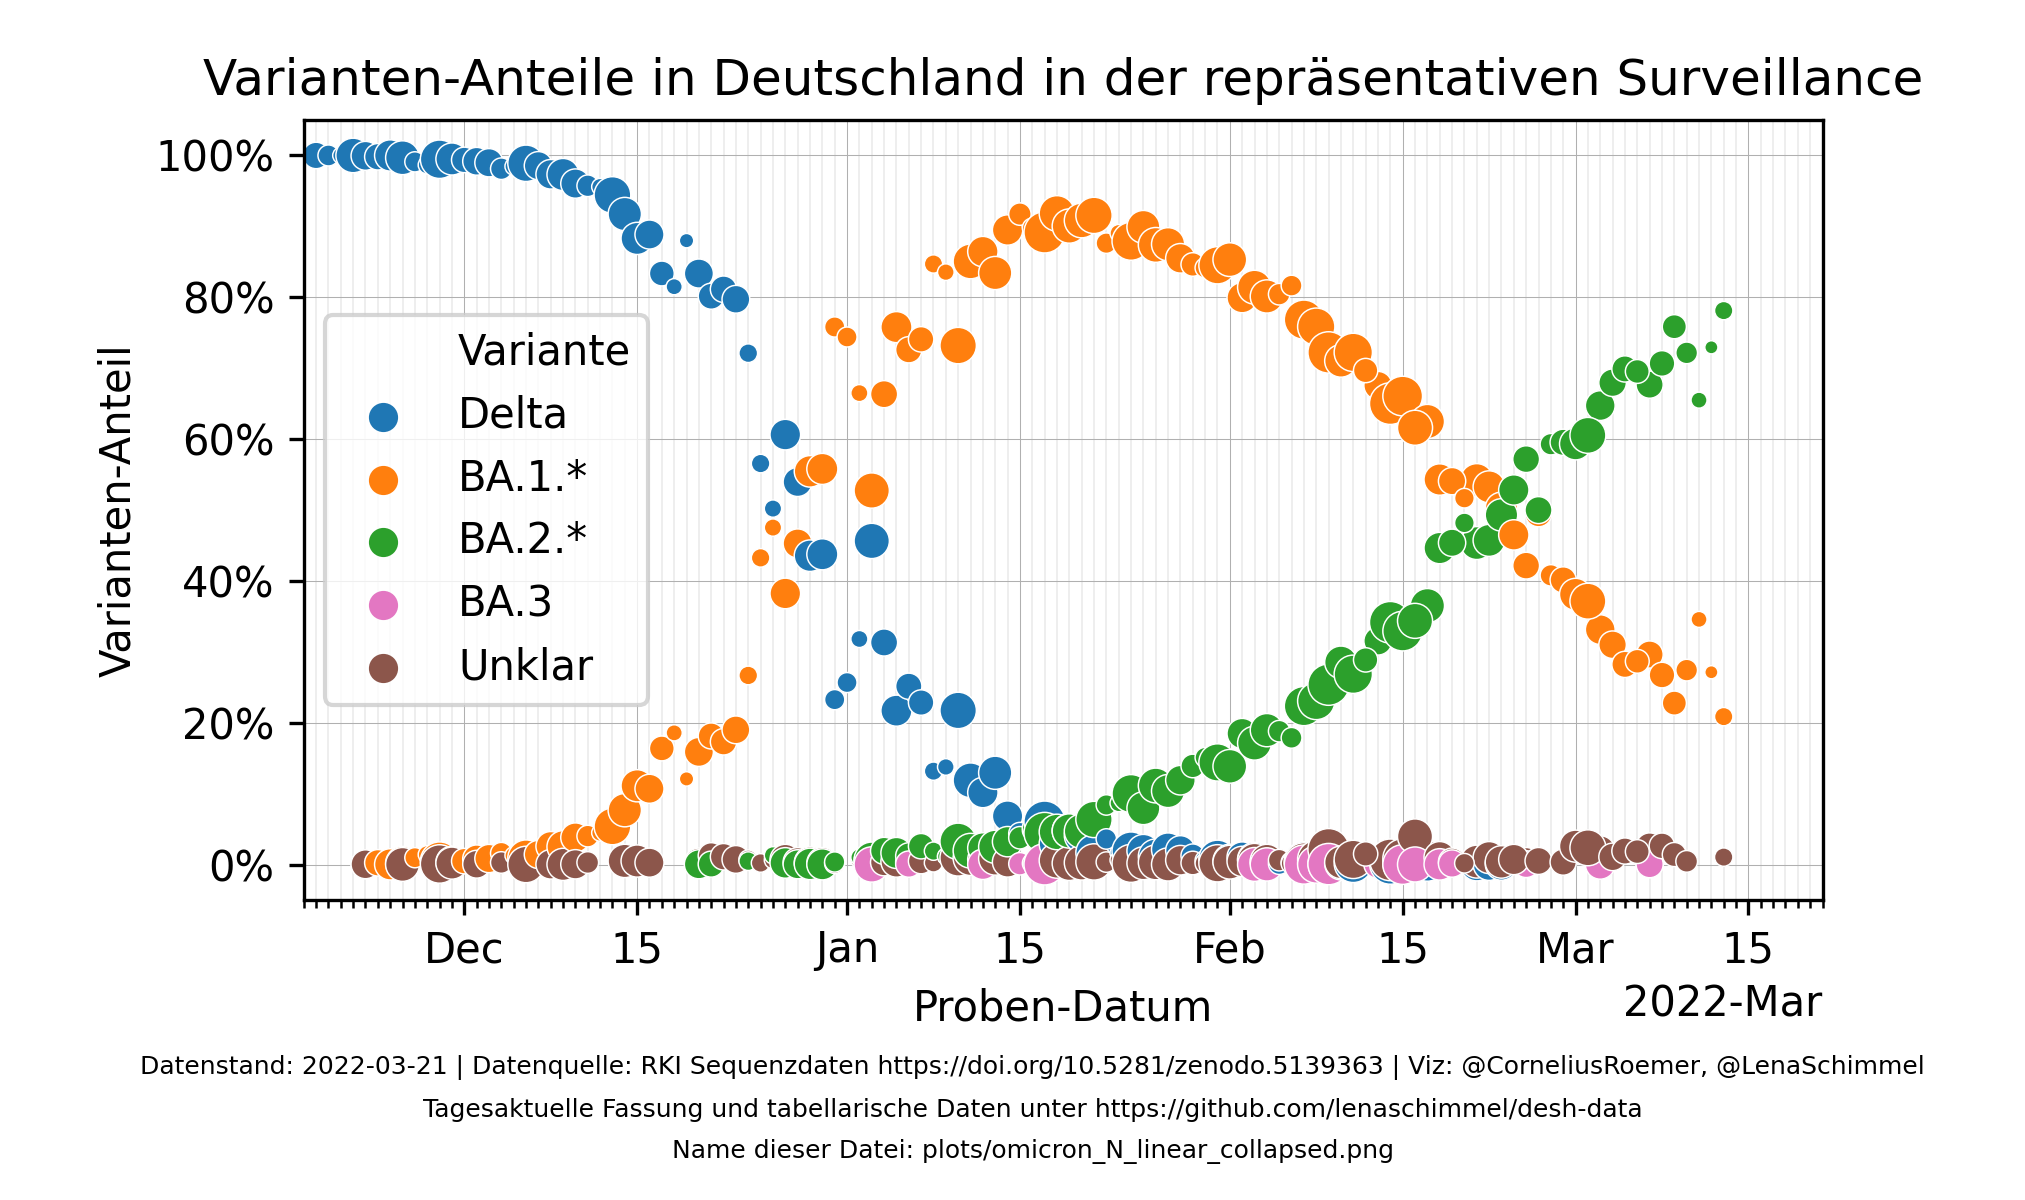 Varianten-Anteile in Deutschland in der repräsentativen Surveillance
Varianten-Anteil
100%
80%
60%
40%
20%
0%
Variante
Delta
BA.1.*
BA.2.*
BA.3
Unklar
Dec 15 Jan 15 Feb 15 Mar 15
Proben-Datum
2022-Mar
Datenstand: 2022-03-21 | Datenquelle: RKI Sequenzdaten https://doi.org/10.5281/zenodo.5139363 | Viz: @CorneliusRoemer, @LenaSchimmel
Tagesaktuelle Fassung und tabellarische Daten unter https://github.com/lenaschimmel/desh-data
Name dieser Datei: plots/omicron_N_linear_collapsed.png